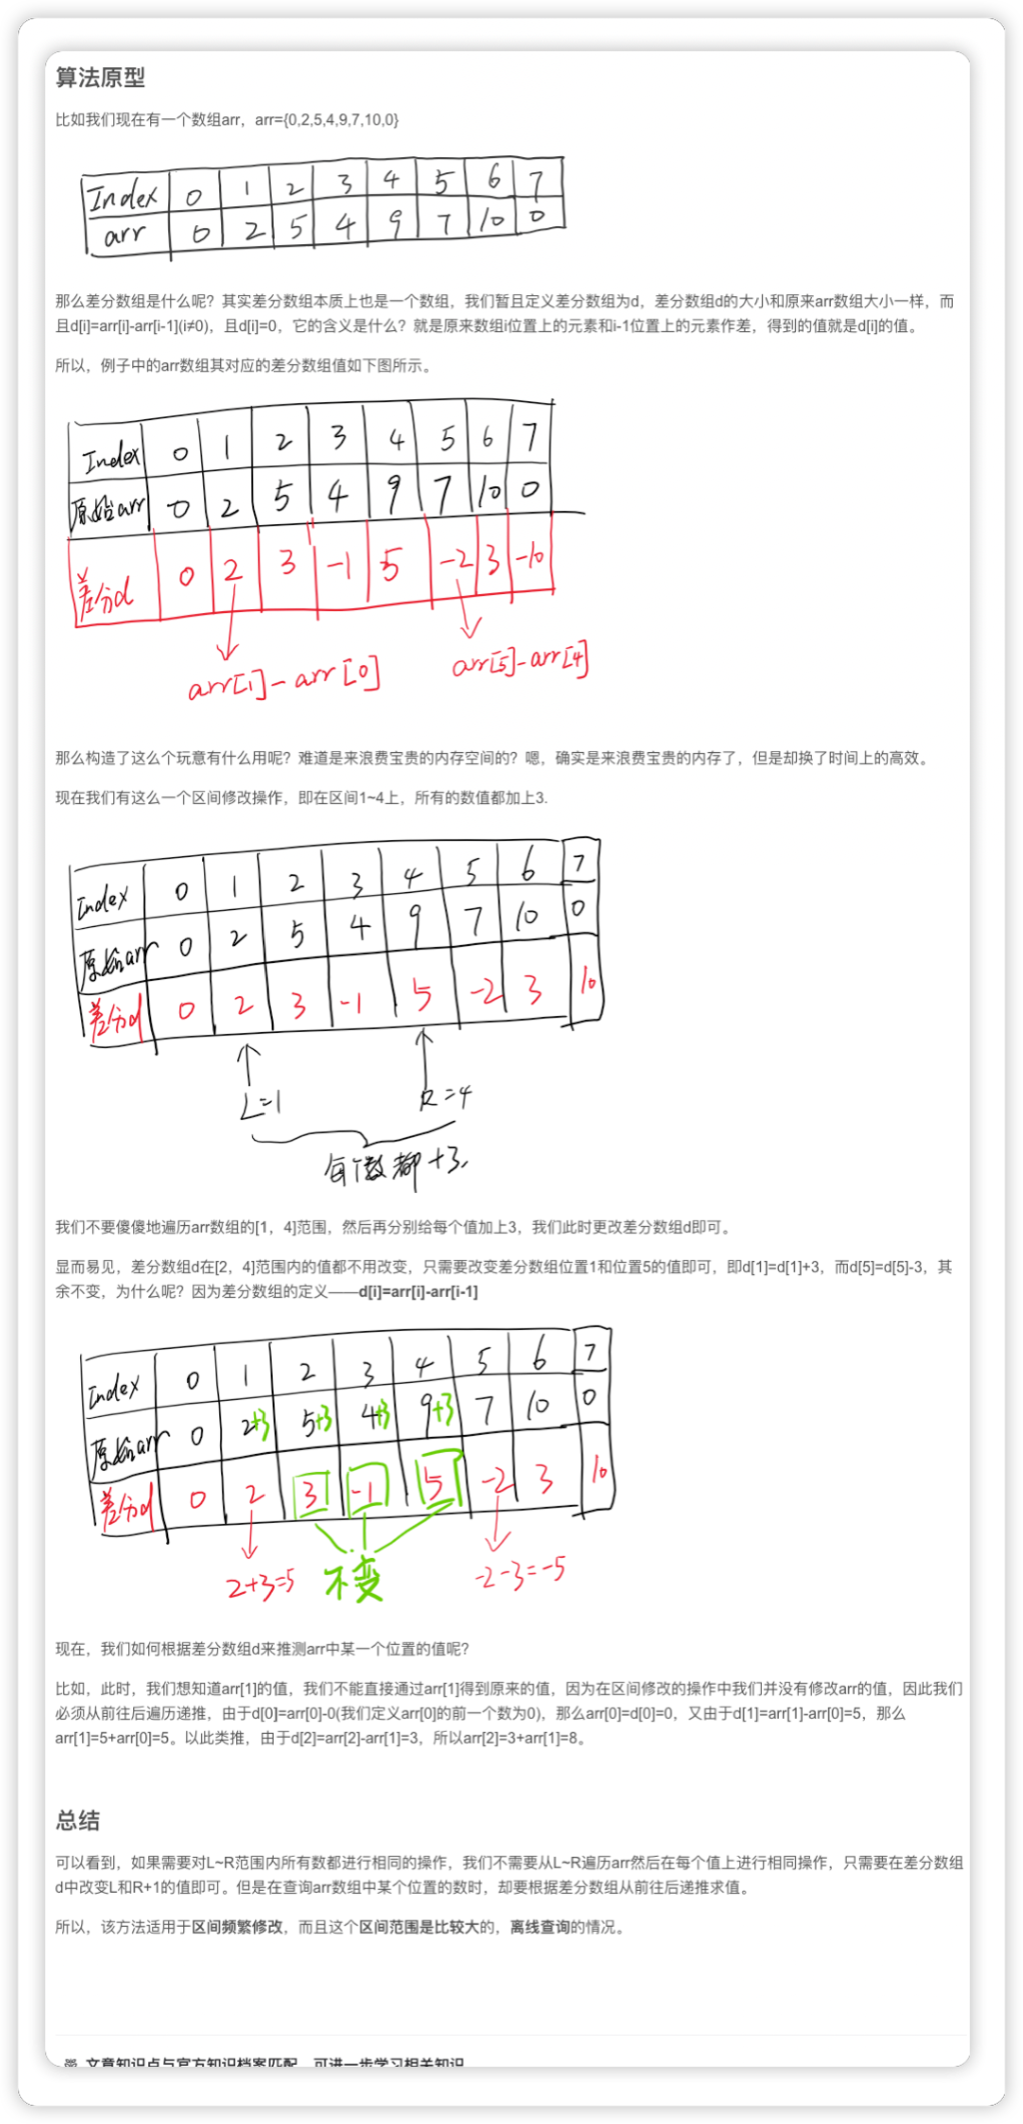 算法原型
比如我们现在有一个数组arr，arr={0,2,5,4,9,7,10,0}
Index 0 1 2 3 4 5 6 7
arr 0 2 5 4 9 7 10 0
那么差分数组是什么呢？其实差分数组本质上也是一个数组，我们暂且定义差分数组为d，差分数组d的大小和原来arr数组大小一样，而
且d[i]=arr[i]-arr[i-1](i≠0)，且d[i]=0，它的含义是什么？就是原来数组i位置上的元素和i-1位置上的元素作差，得到的值就是d[i]的值。
所以，例子中的arr数组其对应的差分数组值如下图所示。
Index 0 1 2 3 4 5 6 7
原始arr 0 2 5 4 9 7 10 0
差分d 0 2 3 -1 5 -2 3 -10
arr[1]-arr[0] arr[5]-arr[4]
那么构造了这么个玩意有什么用呢？难道是来浪费宝贵的内存空间的？嗯，确实是来浪费宝贵的内存了，但是却换了时间上的高效。
现在我们有这么一个区间修改操作，即在区间1~4上，所有的数值都加上3.
Index 0 1 2 3 4 5 6 7
原始arr 0 2 5 4 9 7 10 0
差分d 0 2 3 -1 5 -2 3 10
L=1 R=4
每个数都+3.
我们不要傻傻地遍历arr数组的[1，4]范围，然后再分别给每个值加上3，我们此时更改差分数组d即可。
显而易见，差分数组d在[2，4]范围内的值都不用改变，只需要改变差分数组位置1和位置5的值即可，即d[1]=d[1]+3，而d[5]=d[5]-3，其
余不变，为什么呢？因为差分数组的定义——d[i]=arr[i]-arr[i-1]
Index 0 1 2 3 4 5 6 7
原始arr 0 2+3 5+3 4+3 9+3 7 10 0
差分d 0 2 3 -1 5 -2 3 10
2+3=5 不变 -2-3=-5
现在，我们如何根据差分数组d来推测arr中某一个位置的值呢？
比如，此时，我们想知道arr[1]的值，我们不能直接通过arr[1]得到原来的值，因为在区间修改的操作中我们并没有修改arr的值，因此我们
必须从前往后遍历递推，由于d[0]=arr[0]-0(我们定义arr[0]的前一个数为0)，那么arr[0]=d[0]=0，又由于d[1]=arr[1]-arr[0]=5，那么
arr[1]=5+arr[0]=5。以此类推，由于d[2]=arr[2]-arr[1]=3，所以arr[2]=3+arr[1]=8。
总结
可以看到，如果需要对L~R范围内所有数都进行相同的操作，我们不需要从L~R遍历arr然后在每个值上进行相同操作，只需要在差分数组
d中改变L和R+1的值即可。但是在查询arr数组中某个位置的数时，却要根据差分数组从前往后递推求值。
所以，该方法适用于区间频繁修改，而且这个区间范围是比较大的，离线查询的情况。
文章知识点与官方知识档案匹配，可进一步学习相关知识